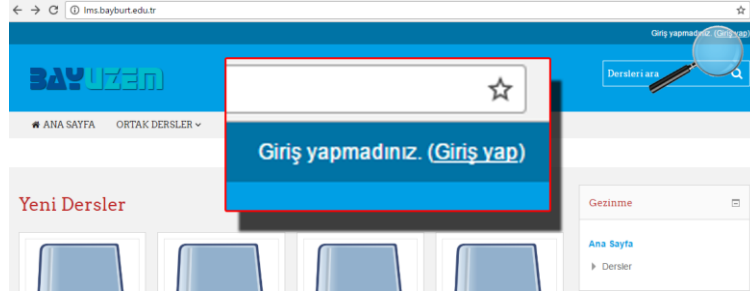 lms.bayburt.edu.tr
Giriş yapmadınız. (Giriş yap)
BAYUZEM
Dersleri ara
ANA SAYFA ORTAK DERSLER
Giriş yapmadınız. (Giriş yap)
Yeni Dersler
Gezinme
Ana Sayfa
Dersler